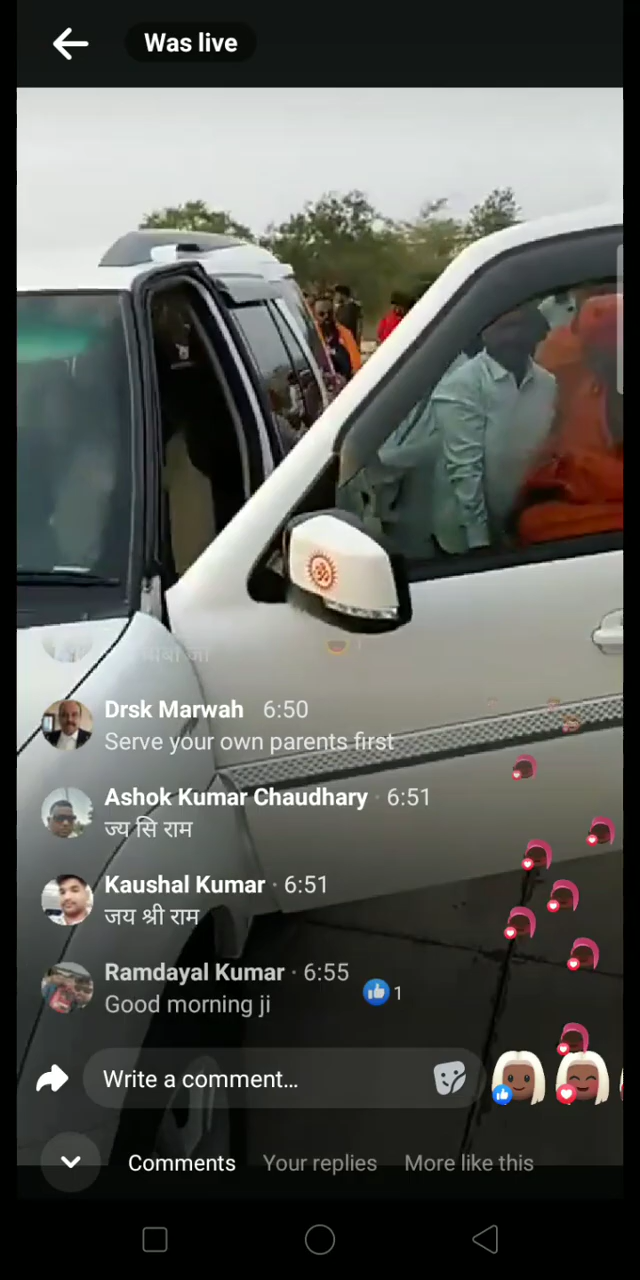 Was live
Drsk Marwah 6:50
Serve your own parents first
Ashok Kumar Chaudhary · 6:51
ज्य सि राम
Kaushal Kumar · 6:51
जय श्री राम
Ramdayal Kumar · 6:55
Good morning ji
1
Write a comment...
Comments Your replies More like this